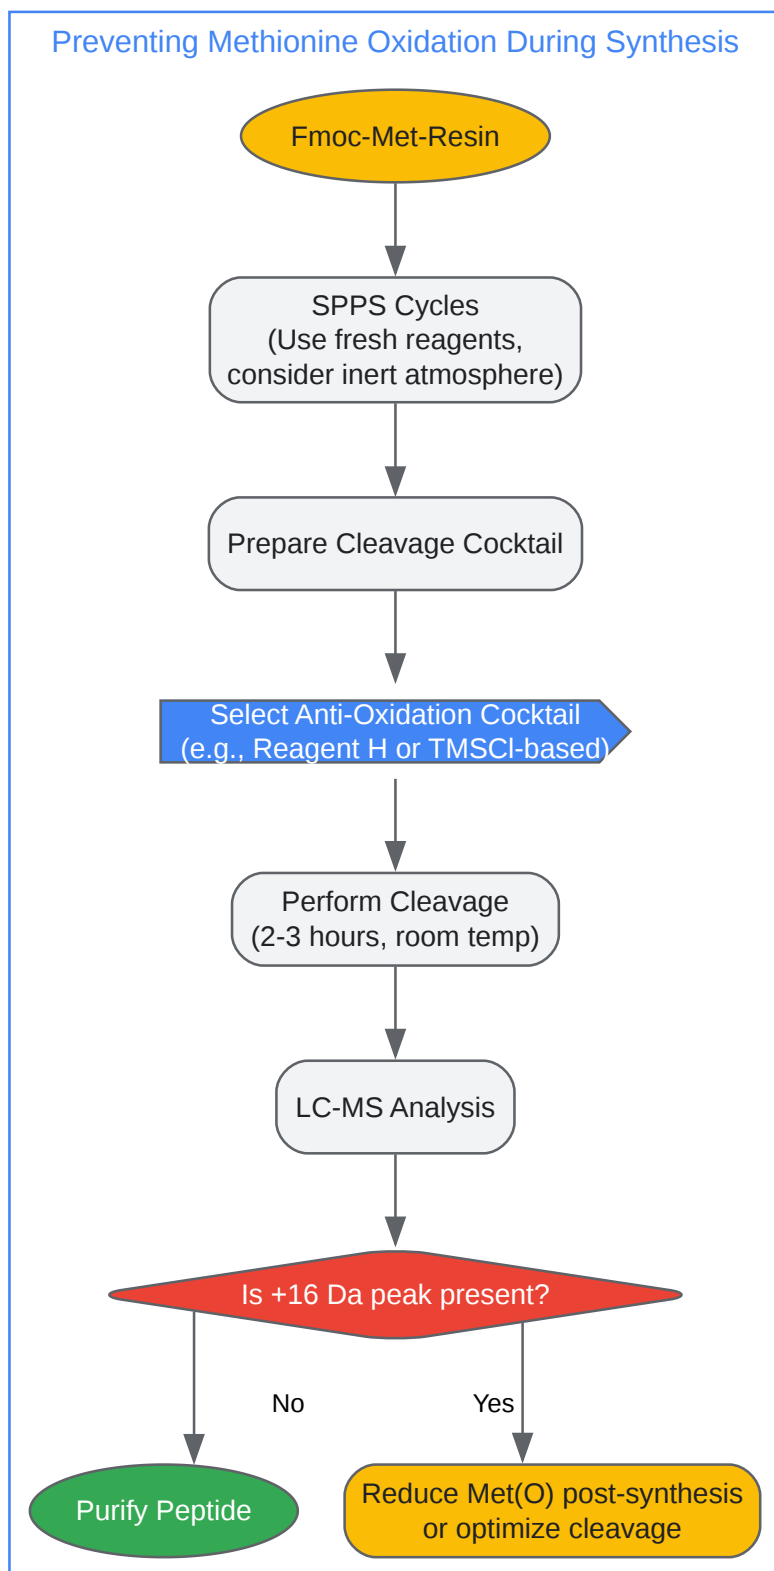 Preventing Methionine Oxidation During Synthesis
Fmoc-Met-Resin
SPPS Cycles
(Use fresh reagents,
consider inert atmosphere)
Prepare Cleavage Cocktail
Select Anti-Oxidation Cocktail
(e.g., Reagent H or TMSCl-based)
Perform Cleavage
(2-3 hours, room temp)
LC-MS Analysis
Is +16 Da peak present?
No
Yes
Purify Peptide
Reduce Met(O) post-synthesis
or optimize cleavage